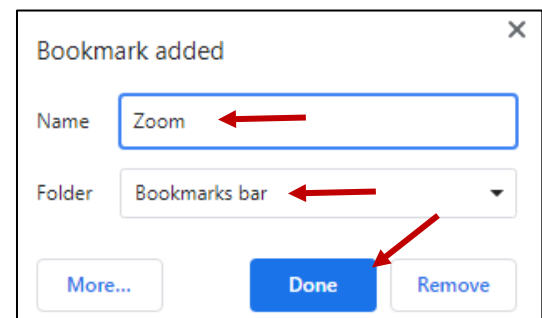 Bookmark added
Name Zoom
Folder Bookmarks bar
More... Done Remove